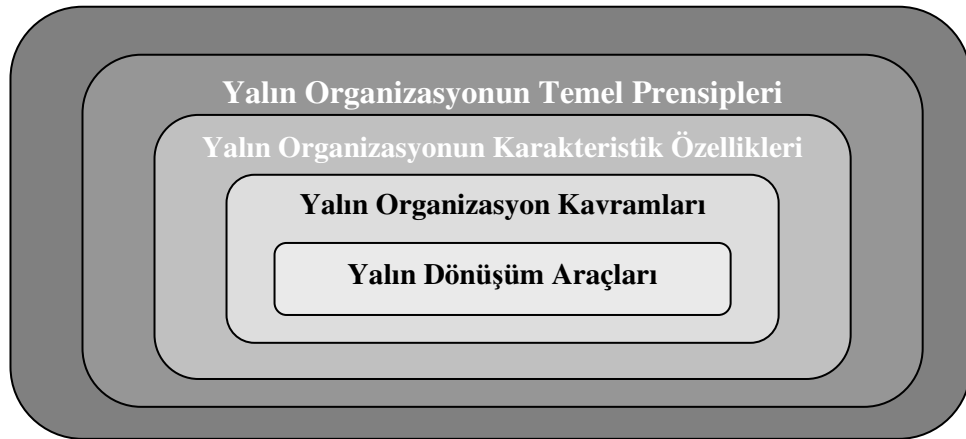 Yalın Organizasyonun Temel Prensipleri
Yalın Organizasyonun Karakteristik Özellikleri
Yalın Organizasyon Kavramları
Yalın Dönüşüm Araçları